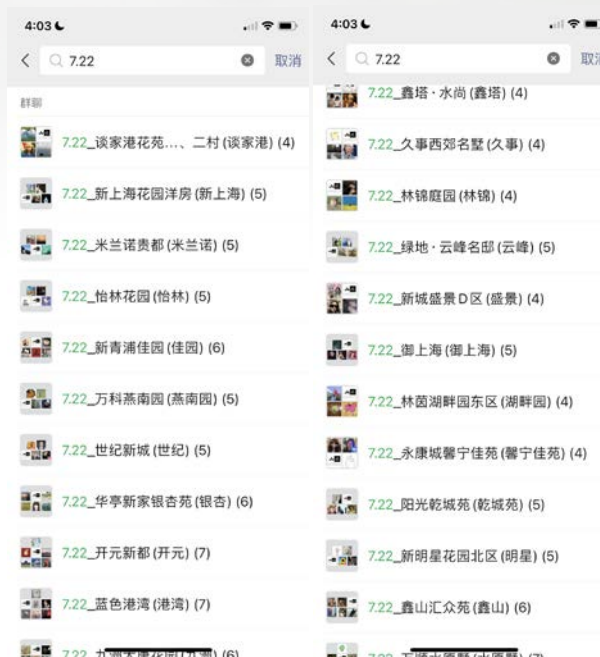 4:03
7.22
取消
群聊
7.22_谈家港花苑...、二村(谈家港) (4)
7.22_新上海花园洋房(新上海) (5)
7.22_米兰诺贵都(米兰诺) (5)
7.22_怡林花园(怡林) (5)
7.22_新青浦佳园(佳园) (6)
7.22_万科燕南园(燕南园) (5)
7.22_世纪新城(世纪) (5)
7.22_华亭新家银杏苑(银杏) (6)
7.22_开元新都(开元) (7)
7.22_蓝色港湾(港湾) (7)
4:03
7.22
取消
7.22_鑫塔·水尚(鑫塔) (4)
7.22_久事西郊名墅(久事) (4)
7.22_林锦庭园(林锦) (4)
7.22_绿地·云峰名邸(云峰) (5)
7.22_新城盛景D区(盛景) (4)
7.22_御上海(御上海) (5)
7.22_林茵湖畔园东区(湖畔园) (4)
7.22_永康城馨宁佳苑(馨宁佳苑) (4)
7.22_阳光乾城苑(乾城苑) (5)
7.22_新明星花园北区(明星) (5)
7.22_鑫山汇众苑(鑫山) (6)